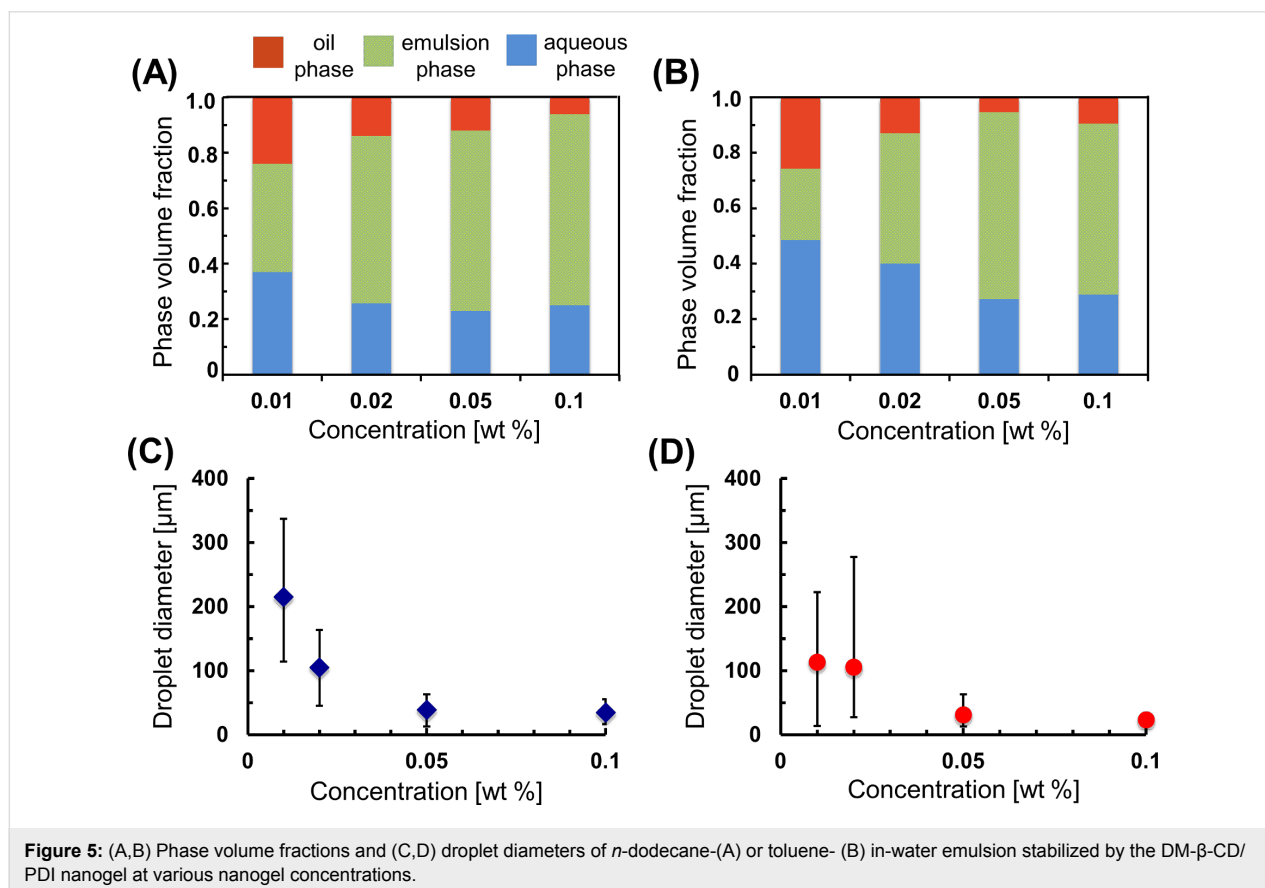 oil phase
emulsion phase
aqueous phase
(A)
Phase volume fraction
1.0
0.8
0.6
0.4
0.2
0
0.01 0.02 0.05 0.1
Concentration [wt %]
(B)
Phase volume fraction
1.0
0.8
0.6
0.4
0.2
0
0.01 0.02 0.05 0.1
Concentration [wt %]
(C)
Droplet diameter [µm]
400
300
200
100
0
0 0.05 0.1
Concentration [wt %]
(D)
Droplet diameter [µm]
400
300
200
100
0
0 0.05 0.1
Concentration [wt %]
Figure 5: (A,B) Phase volume fractions and (C,D) droplet diameters of n-dodecane-(A) or toluene- (B) in-water emulsion stabilized by the DM-β-CD/
PDI nanogel at various nanogel concentrations.